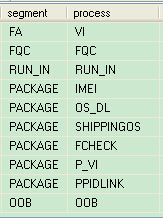 segment process
FA VI
FQC FQC
RUN_IN RUN_IN
PACKAGE IMEI
PACKAGE OS_DL
PACKAGE SHIPPINGOS
PACKAGE FCHECK
PACKAGE P_VI
PACKAGE PPIDLINK
OOB OOB